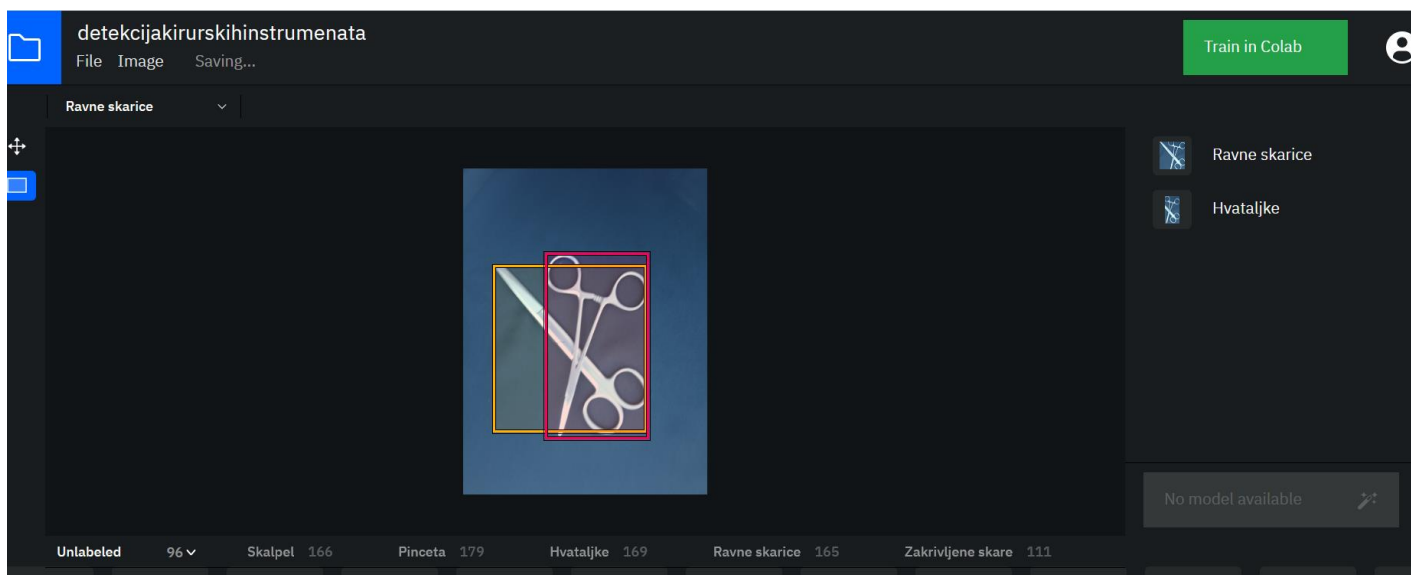 detekcijakirurskihinstrumenata
File Image Saving...
Train in Colab
Ravne skarice
Ravne skarice
Hvataljke
No model available
Unlabeled 96 Skalpel 166 Pinceta 179 Hvataljke 169 Ravne skarice 165 Zakrivljene skare 111